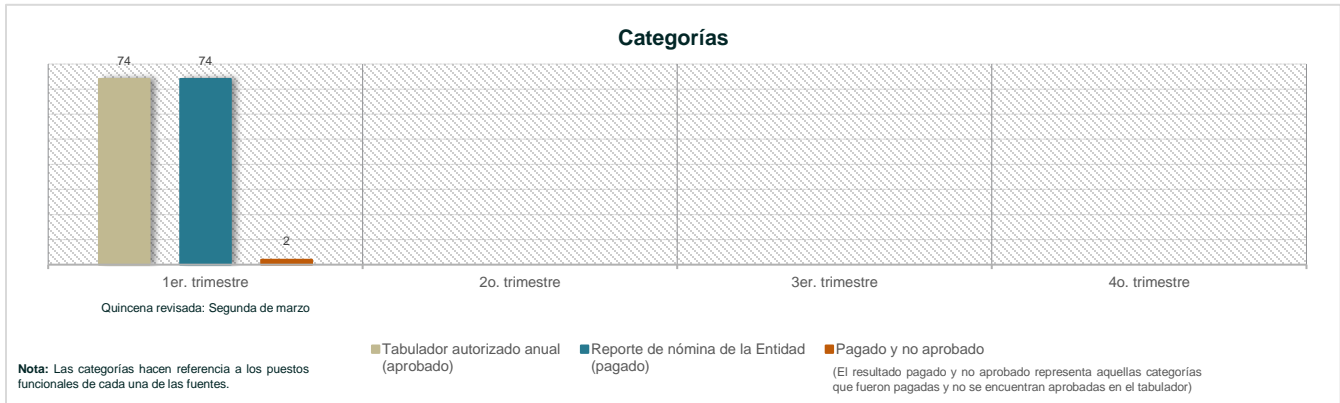 Categorías
74
74
2
1er. trimestre
2o. trimestre
3er. trimestre
4o. trimestre
Quincena revisada: Segunda de marzo
Tabulador autorizado anual
(aprobado)
Reporte de nómina de la Entidad
(pagado)
Pagado y no aprobado
(El resultado pagado y no aprobado representa aquellas categorías
que fueron pagadas y no se encuentran aprobadas en el tabulador)
Nota: Las categorías hacen referencia a los puestos
funcionales de cada una de las fuentes.